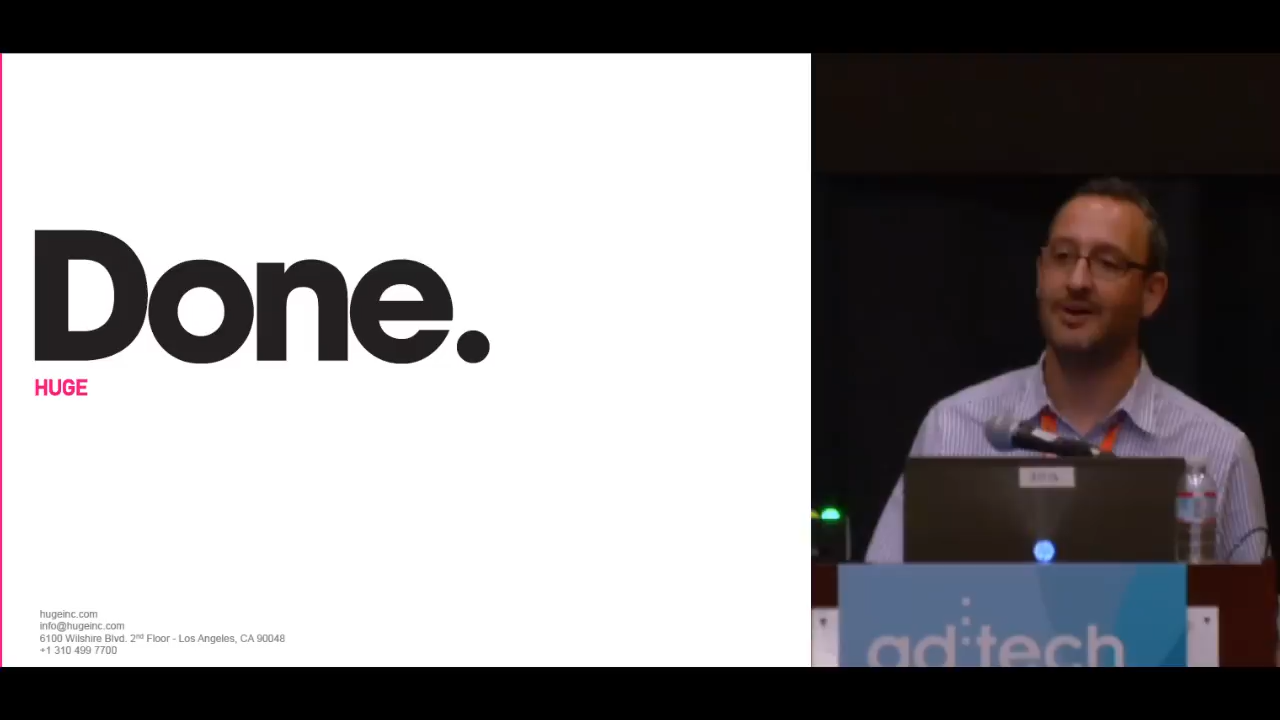 Done.
HUGE
hugeinc.com
info@hugeinc.com
6100 Wilshire Blvd. 2nd Floor - Los Angeles, CA 90048
+1 310 499 7700
ad:tech